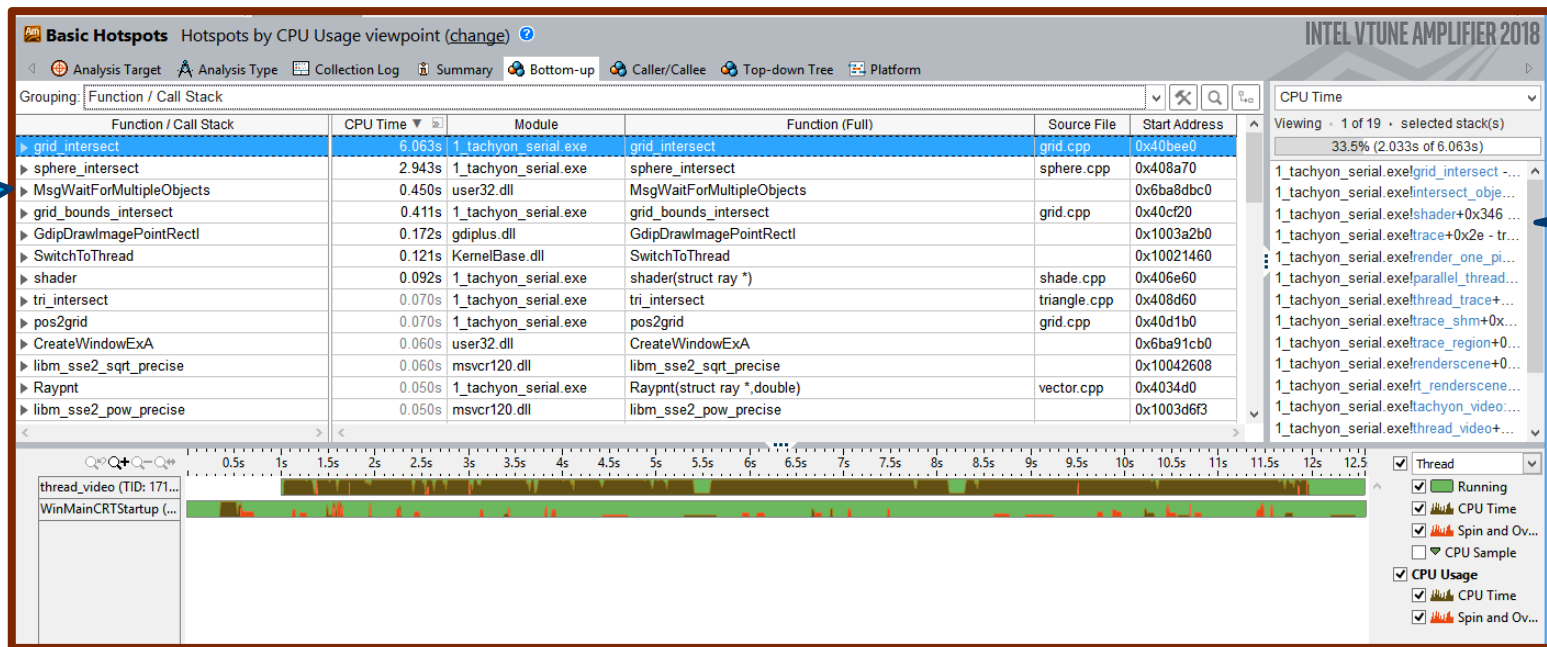 Basic Hotspots Hotspots by CPU Usage viewpoint (change) ? INTEL VTUNE AMPLIFIER 2018
Analysis Target Analysis Type Collection Log Summary Bottom-up Caller/Callee Top-down Tree Platform
Grouping: Function / Call Stack
CPU Time
Function / Call Stack CPU Time Module Function (Full) Source File Start Address
Viewing 1 of 19 selected stack(s)
33.5% (2.033s of 6.063s)
grid_intersect 6.063s 1_tachyon_serial.exe grid_intersect grid.cpp 0x40bee0
sphere_intersect 2.943s 1_tachyon_serial.exe sphere_intersect sphere.cpp 0x408a70
MsgWaitForMultipleObjects 0.450s user32.dll MsgWaitForMultipleObjects 0x6ba8dbc0
grid_bounds_intersect 0.411s 1_tachyon_serial.exe grid_bounds_intersect grid.cpp 0x40cf20
GdipDrawImagePointRectI 0.172s gdiplus.dll GdipDrawImagePointRectI 0x1003a2b0
SwitchToThread 0.121s KernelBase.dll SwitchToThread 0x10021460
shader 0.092s 1_tachyon_serial.exe shader(struct ray *) shade.cpp 0x406e60
tri_intersect 0.070s 1_tachyon_serial.exe tri_intersect triangle.cpp 0x408d60
pos2grid 0.070s 1_tachyon_serial.exe pos2grid grid.cpp 0x40d1b0
CreateWindowExA 0.060s user32.dll CreateWindowExA 0x6ba91cb0
libm_sse2_sqrt_precise 0.060s msvcr120.dll libm_sse2_sqrt_precise 0x10042608
Raypnt 0.050s 1_tachyon_serial.exe Raypnt(struct ray *,double) vector.cpp 0x4034d0
libm_sse2_pow_precise 0.050s msvcr120.dll libm_sse2_pow_precise 0x1003d6f3
1_tachyon_serial.exe!grid_intersect -...
1_tachyon_serial.exe!intersect_obje...
1_tachyon_serial.exe!shader+0x346 ...
1_tachyon_serial.exe!trace+0x2e - tr...
1_tachyon_serial.exe!render_one_pi...
1_tachyon_serial.exe!parallel_thread...
1_tachyon_serial.exe!thread_trace+...
1_tachyon_serial.exe!trace_shm+0x...
1_tachyon_serial.exe!trace_region+0...
1_tachyon_serial.exe!renderscene+0...
1_tachyon_serial.exe!rt_renderscene...
1_tachyon_serial.exe!tachyon_video:...
1_tachyon_serial.exe!thread_video+...
0.5s 1s 1.5s 2s 2.5s 3s 3.5s 4s 4.5s 5s 5.5s 6s 6.5s 7s 7.5s 8s 8.5s 9s 9.5s 10s 10.5s 11s 11.5s 12s 12.5
thread_video (TID: 171...
WinMainCRTStartup (...
Thread
Running
CPU Time
Spin and Ov...
CPU Sample
CPU Usage
CPU Time
Spin and Ov...